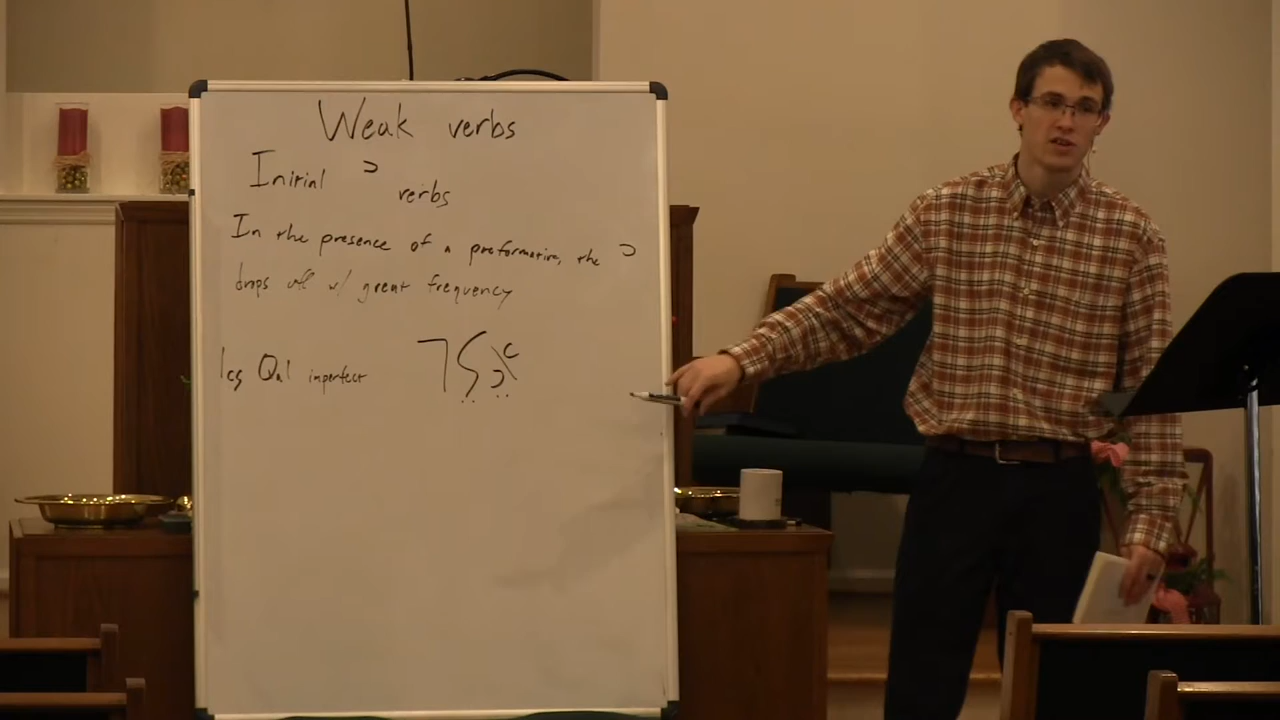 Weak verbs
Initial נ verbs
In the presence of a preformative, the נ
drops off w/ great frequency
1cs Qal imperfect אֵלֵך